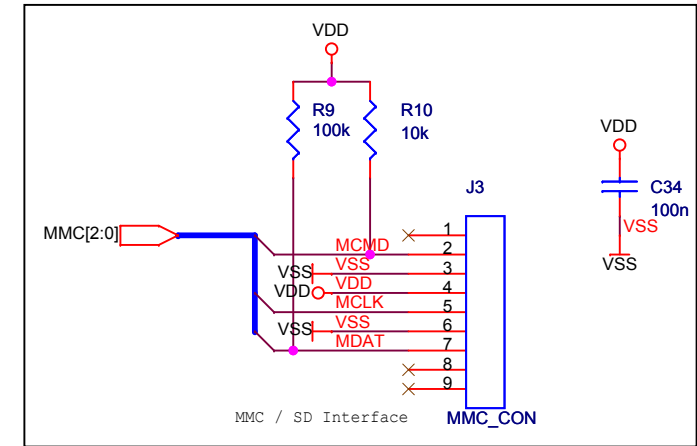 VDD
R9
100k
R10
10k
VDD
C34
100n
VSS
VSS
J3
MMC[2:0]
1
MCMD 2
VSS VSS 3
VDD VDD 4
MCLK 5
VSS VSS 6
MDAT 7
8
9
MMC / SD Interface
MMC_CON